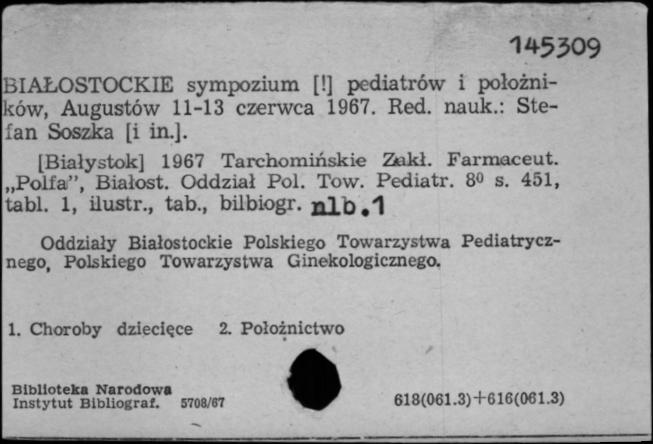 145309
BIAŁOSTOCKIE sympozium [!] pediatrów i położni-
ków, Augustów 11-13 czerwca 1967. Red. nauk.: Ste-
fan Soszka [i in.].
[Białystok] 1967 Tarchomińskie Zakł. Farmaceut.
„Polfa”, Białost. Oddział Pol. Tow. Pediatr. 8⁰ s. 451,
tabl. 1, ilustr., tab., bilbiogr. nlb.1
Oddziały Białostockie Polskiego Towarzystwa Pediatrycz-
nego, Polskiego Towarzystwa Ginekologicznego.
1. Choroby dziecięce 2. Położnictwo
Biblioteka Narodowa
Instytut Bibliograf. 5708/67 618(061.3)+616(061.3)